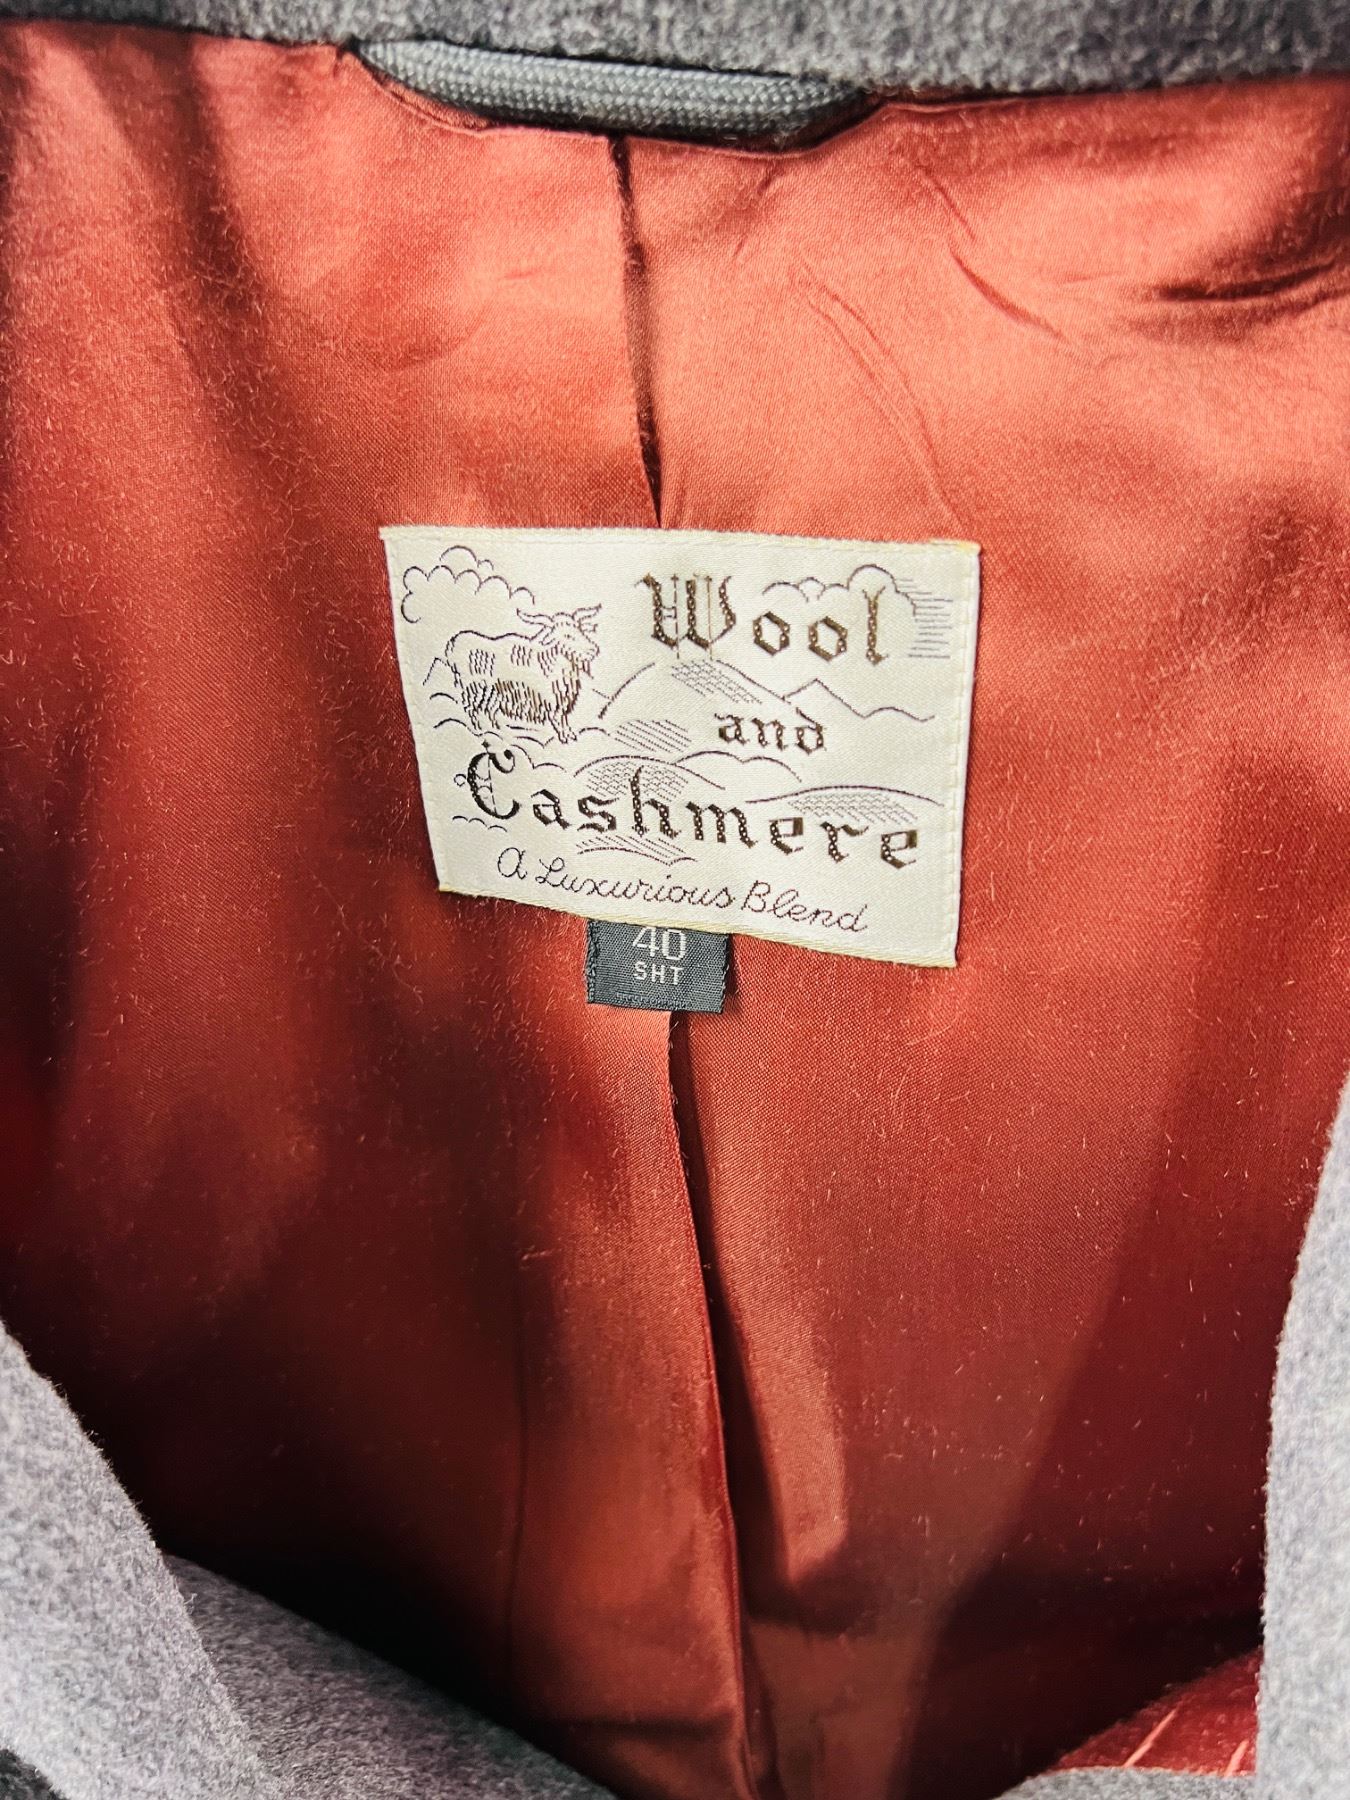 Wool
and
Cashmere
A Luxurious Blend
40
SHT